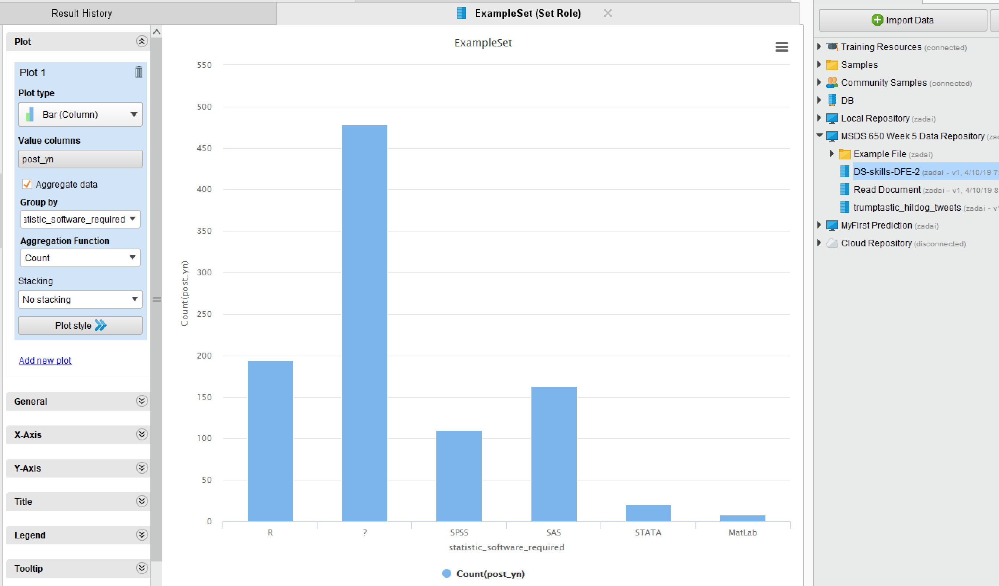 Result History
ExampleSet (Set Role)
Import Data
Plot
Plot 1
Plot type
Bar (Column)
Value columns
post_yn
Aggregate data
Group by
atistic_software_required
Aggregation Function
Count
Stacking
No stacking
Plot style
Add new plot
General
X-Axis
Y-Axis
Title
Legend
Tooltip
ExampleSet
550
500
450
400
350
300
250
200
150
100
50
0
Count(post_yn)
R ? SPSS SAS STATA MatLab
statistic_software_required
Count(post_yn)
Training Resources (connected)
Samples
Community Samples (connected)
DB
Local Repository (zadai)
MSDS 650 Week 5 Data Repository (zad
Example File (zadai)
DS-skills-DFE-2 (zadai - v1, 4/10/19 7:
Read Document (zadai - v1, 4/10/19 8
trumptastic_hildog_tweets (zadai - v1
MyFirst Prediction (zadai)
Cloud Repository (disconnected)